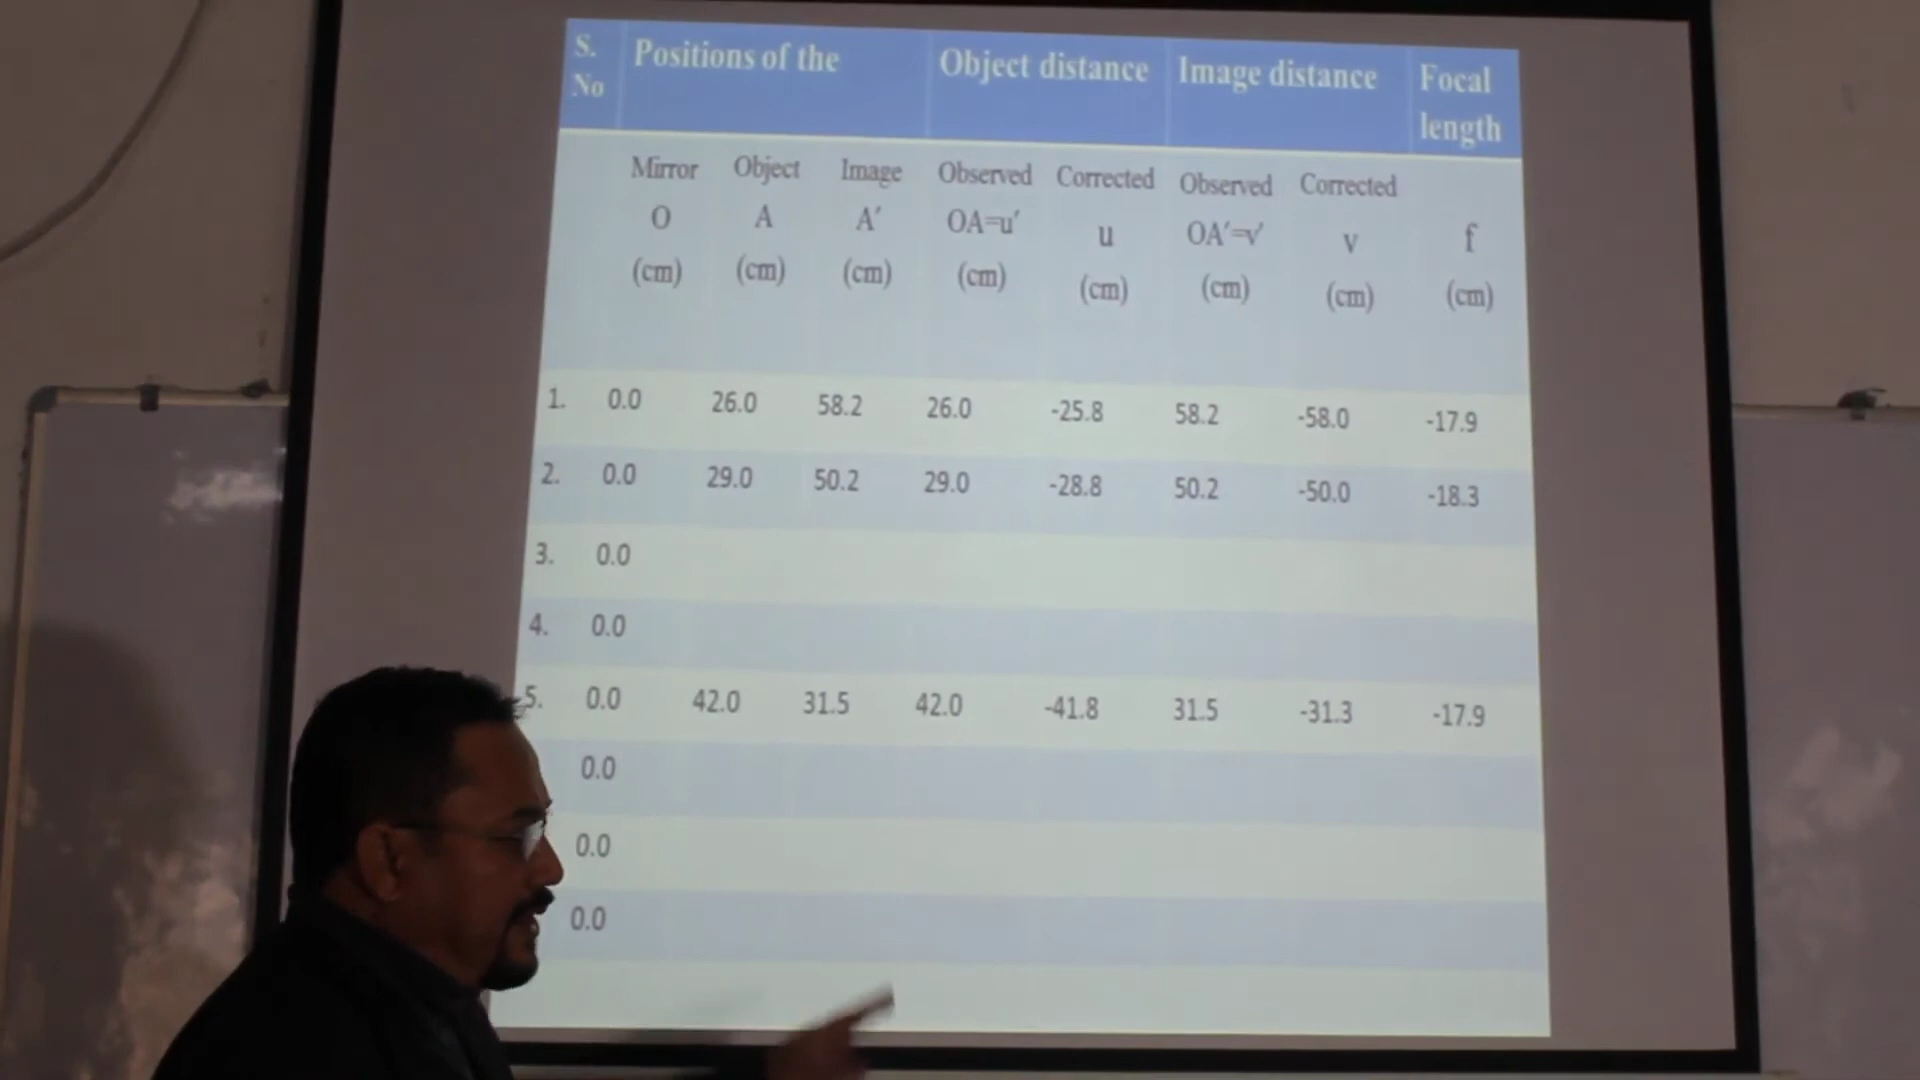 S. No Positions of the Object distance Image distance Focal length
Mirror Object Image Observed Corrected Observed Corrected
O A A′ OA=u′ u OA′=v′ v f
(cm) (cm) (cm) (cm) (cm) (cm) (cm) (cm)
1. 0.0 26.0 58.2 26.0 -25.8 58.2 -58.0 -17.9
2. 0.0 29.0 50.2 29.0 -28.8 50.2 -50.0 -18.3
3. 0.0
4. 0.0
5. 0.0 42.0 31.5 42.0 -41.8 31.5 -31.3 -17.9
0.0
0.0
0.0